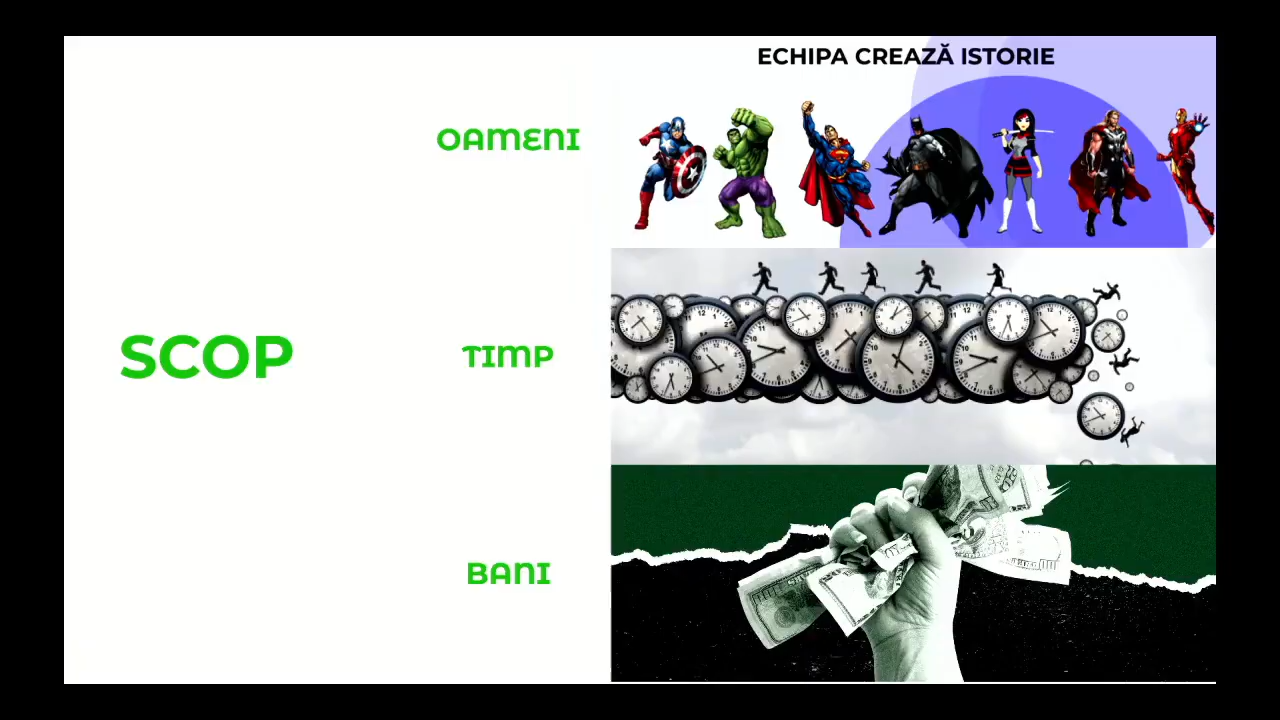 ECHIPA CREAZĂ ISTORIE
OAMENI
SCOP
TIMP
BANI